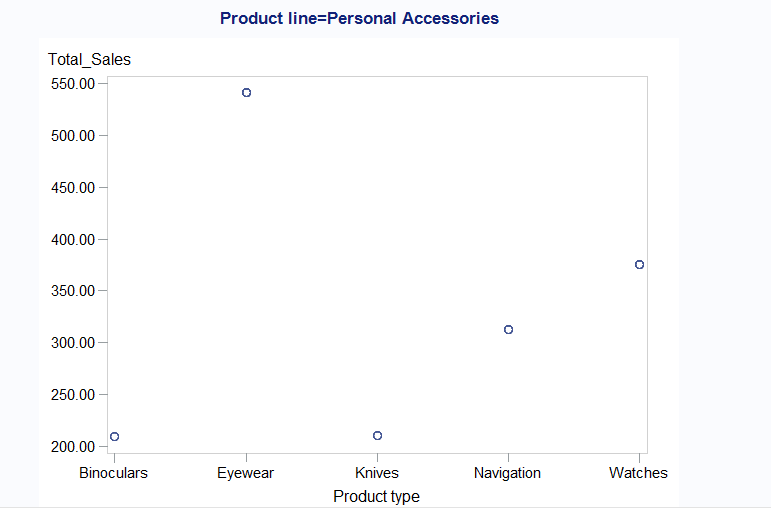 Product line=Personal Accessories
Total_Sales
550.00
500.00
450.00
400.00
350.00
300.00
250.00
200.00
Binoculars Eyewear Knives Navigation Watches
Product type